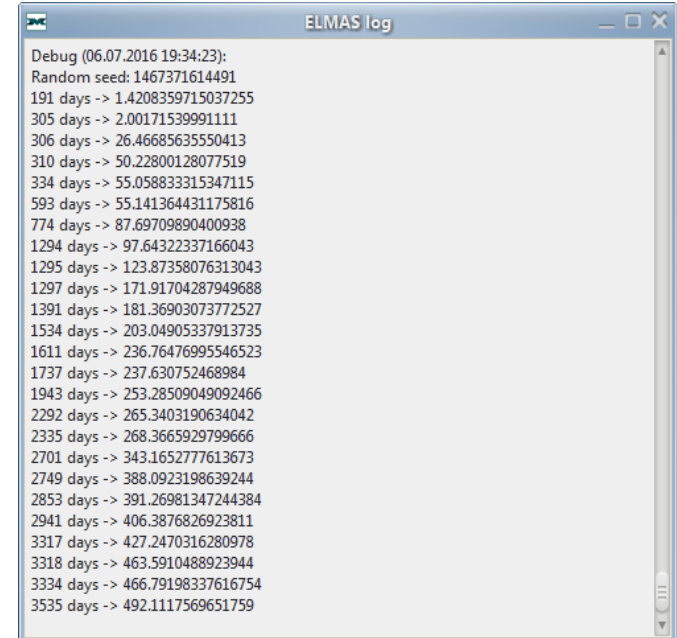 ELMAS log
Debug (06.07.2016 19:34:23):
Random seed: 1467371614491
191 days -> 1.4208359715037255
305 days -> 2.00171539991111
306 days -> 26.46685635550413
310 days -> 50.22800128077519
334 days -> 55.058833315347115
593 days -> 55.141364431175816
774 days -> 87.69709890400938
1294 days -> 97.64322337166043
1295 days -> 123.87358076313043
1297 days -> 171.91704287949688
1391 days -> 181.36903073772527
1534 days -> 203.04905337913735
1611 days -> 236.76476995546523
1737 days -> 237.630752468984
1943 days -> 253.28509049092466
2292 days -> 265.3403190634042
2335 days -> 268.3665929799666
2701 days -> 343.1652777613673
2749 days -> 388.0923198639244
2853 days -> 391.26981347244384
2941 days -> 406.3876826923811
3317 days -> 427.2470316280978
3318 days -> 463.5910488923944
3334 days -> 466.79198337616754
3535 days -> 492.1117569651759